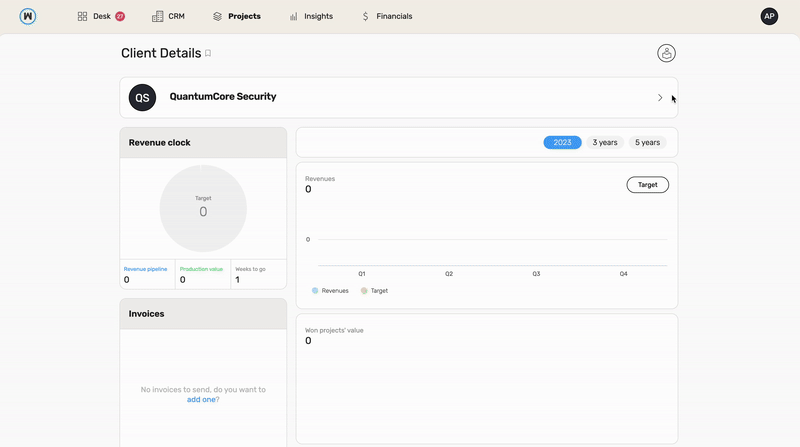 W Desk 27 CRM Projects Insights Financials AP
Client Details
QS QuantumCore Security
Revenue clock
Target
0
Revenue pipeline
0
Production value
0
Weeks to go
1
Invoices
No invoices to send, do you want to
add one?
2023 3 years 5 years
Revenues
0
Target
0
Q1 Q2 Q3 Q4
Revenues Target
Won projects' value
0